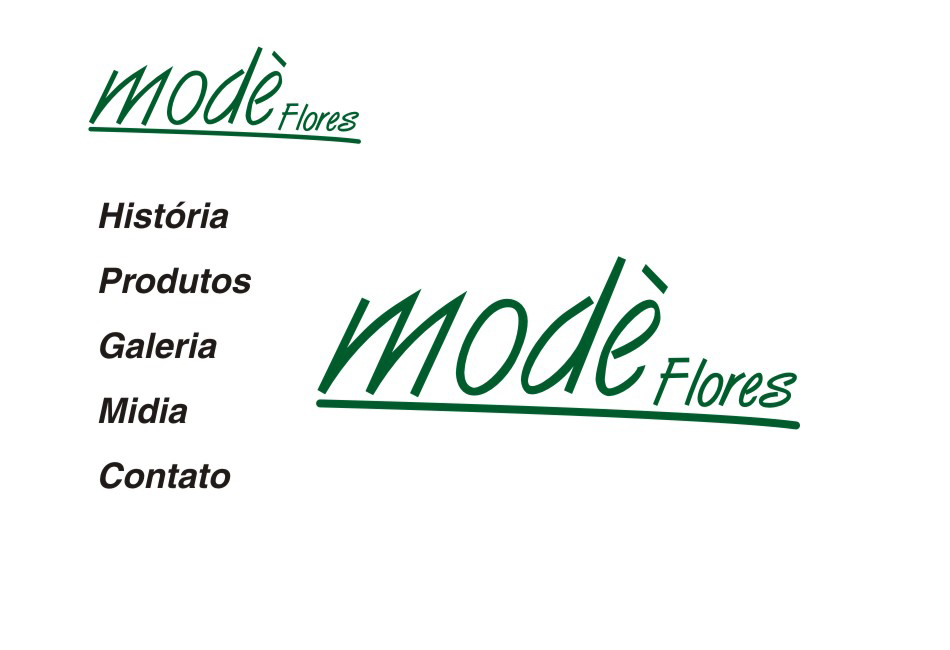 modè Flores
História
Produtos
Galeria
Midia
Contato
modè Flores